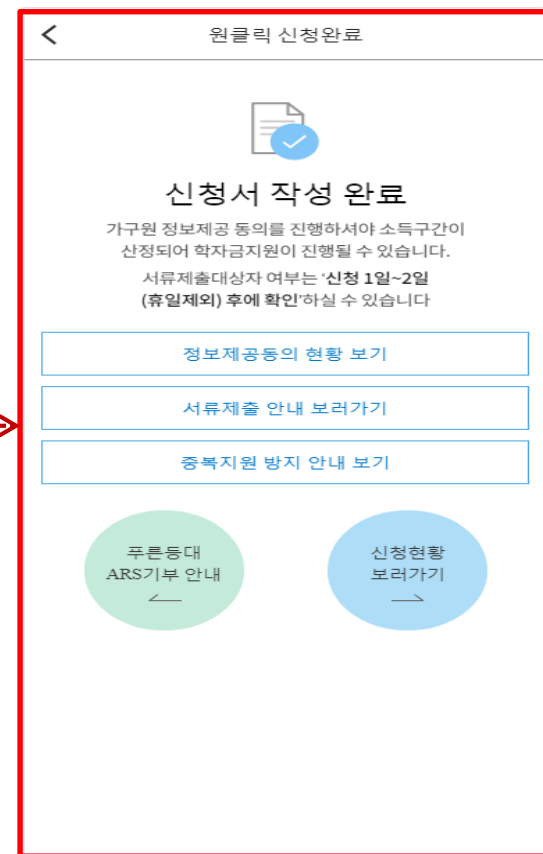 원클릭 신청완료
신청서 작성 완료
가구원 정보제공 동의를 진행하셔야 소득구간이
산정되어 학자금지원이 진행될 수 있습니다.
서류제출대상자 여부는 '신청 1일~2일
(휴일제외) 후에 확인'하실 수 있습니다
정보제공동의 현황 보기
서류제출 안내 보러가기
중복지원 방지 안내 보기
푸른등대
ARS기부 안내
신청현황
보러가기